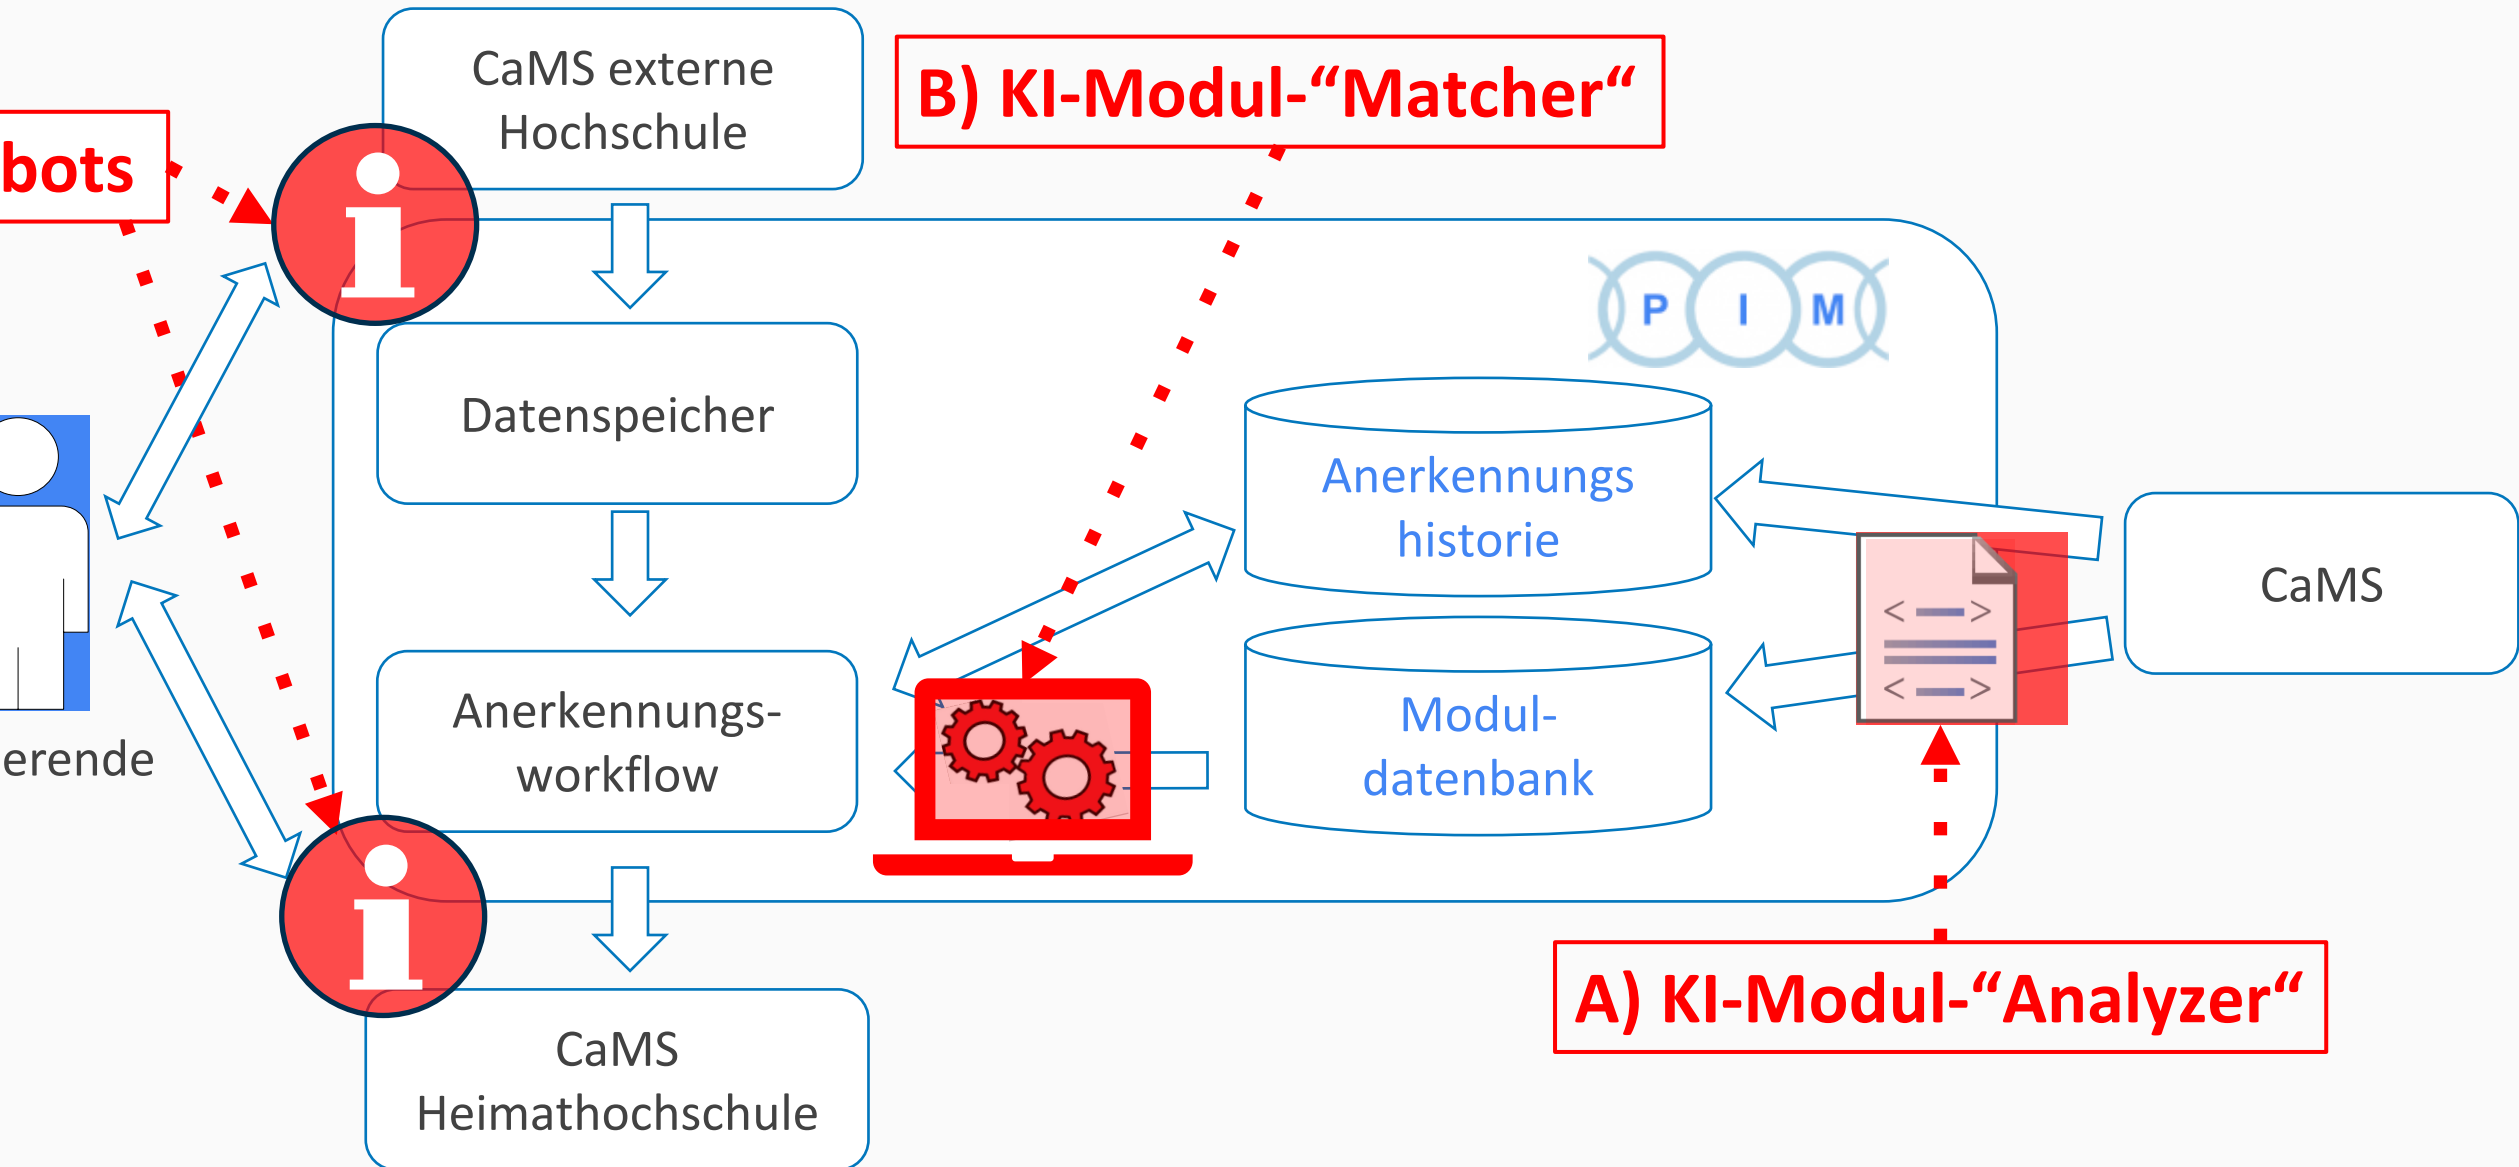 CaMS externe
Hochschule
B) KI-Modul-“Matcher“
bots
P I M
Datenspeicher
Anerkennungs
historie
CaMS
Anerkennungs-
workflow
Modul-
datenbank
erende
A) KI-Modul-“Analyzer“
CaMS
Heimathochschule